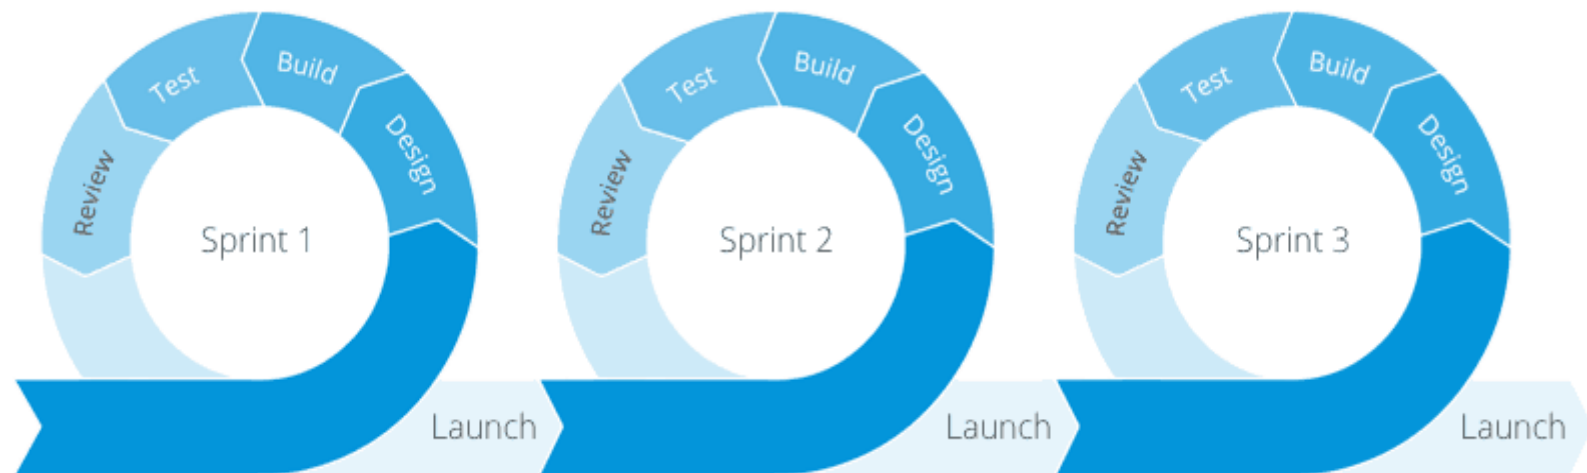 Build
Test
Design
Review
Sprint 1
Launch
Build
Test
Design
Review
Sprint 2
Launch
Build
Test
Design
Review
Sprint 3
Launch